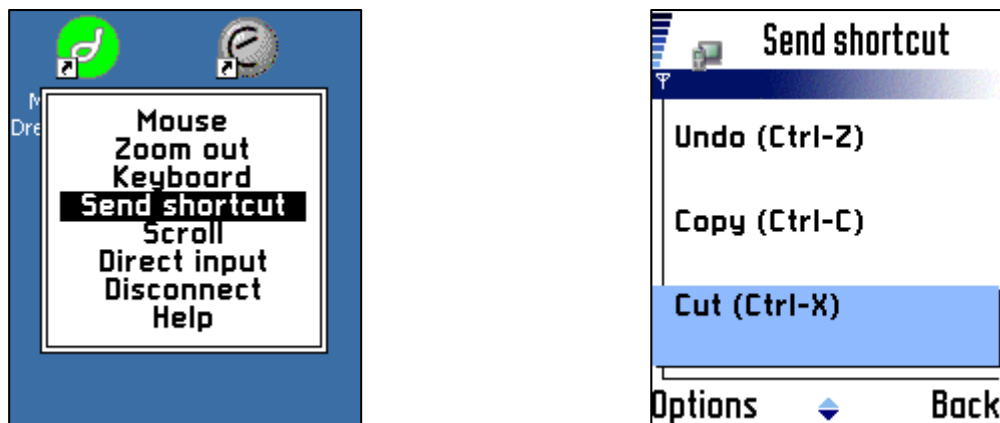 Mouse
Zoom out
Keyboard
Send shortcut
Scroll
Direct input
Disconnect
Help
Send shortcut
Undo (Ctrl-Z)
Copy (Ctrl-C)
Cut (Ctrl-X)
Options
Back